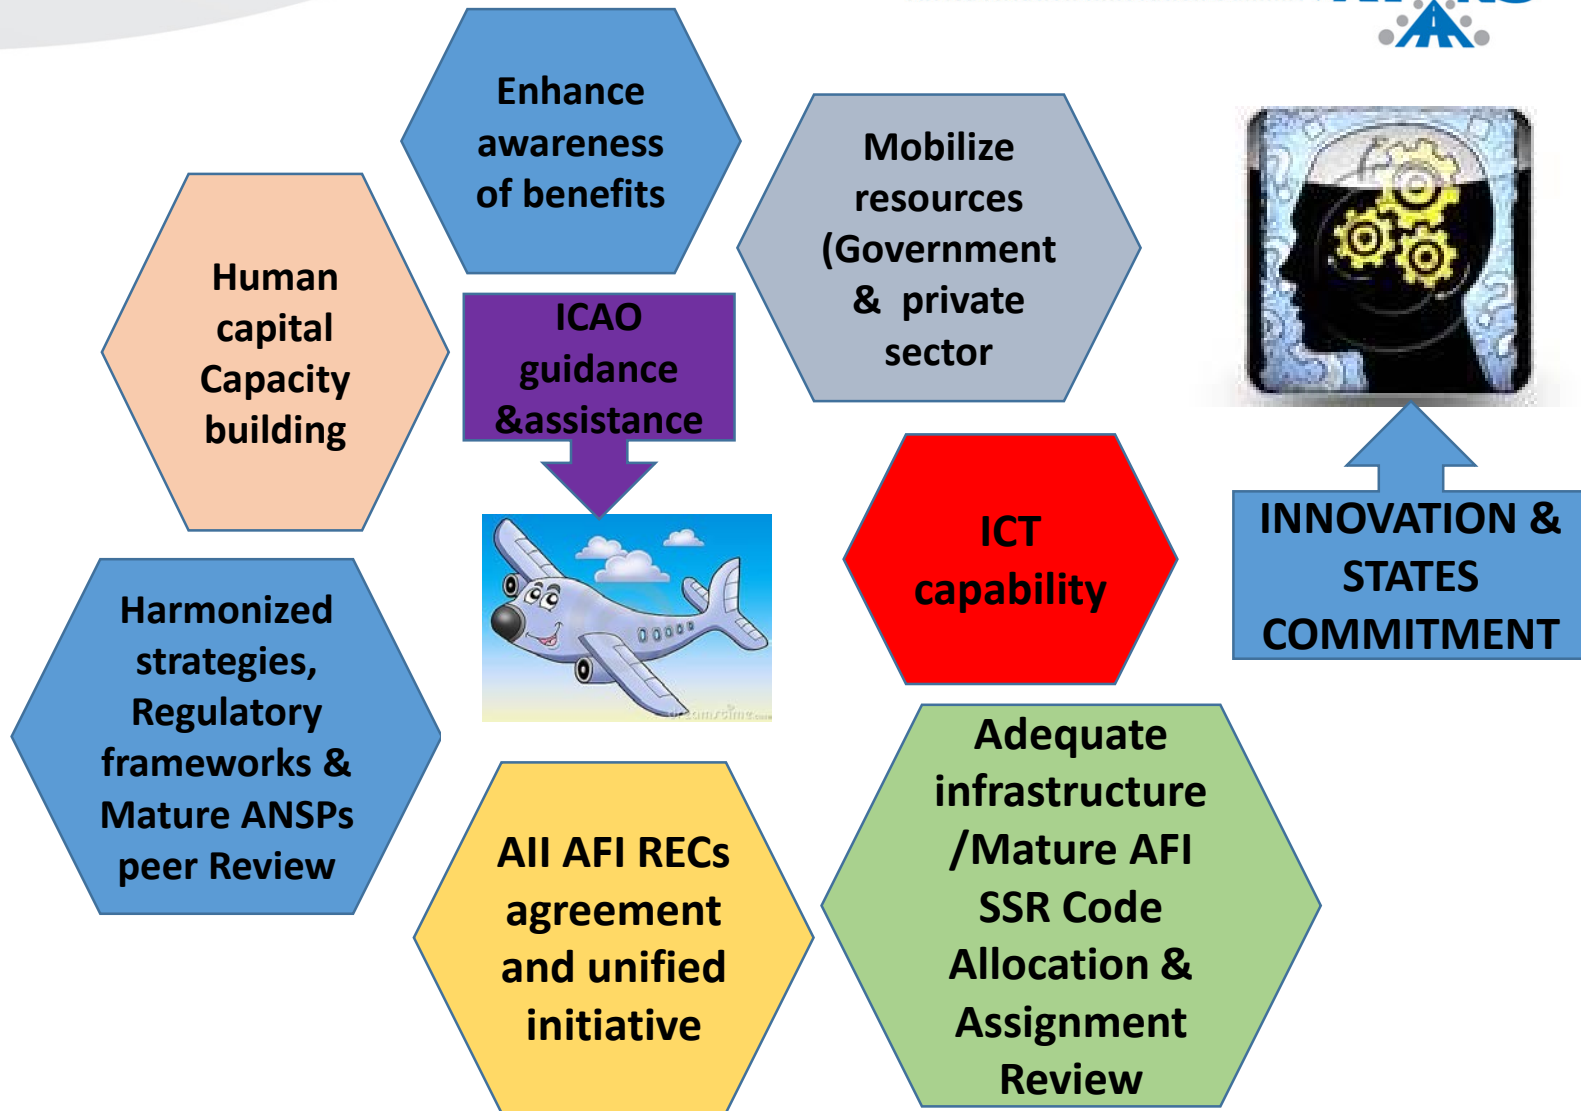 Enhance
awareness
of benefits
Mobilize
resources
(Government
& private
sector
Human
capital
Capacity
building
ICAO
guidance
&assistance
ICT
capability
INNOVATION &
STATES
COMMITMENT
Harmonized
strategies,
Regulatory
frameworks &
Mature ANSPs
peer Review
All AFI RECs
agreement
and unified
initiative
Adequate
infrastructure
/Mature AFI
SSR Code
Allocation &
Assignment
Review